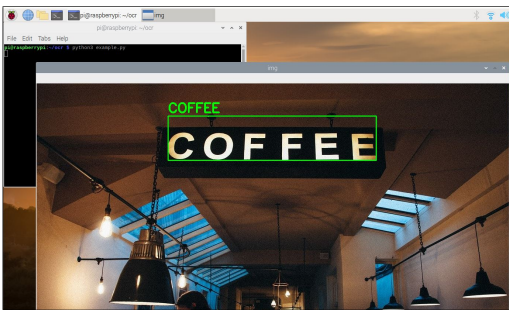 pi@raspberrypi: ~/ocr
img
pi@raspberrypi: ~/ocr
File Edit Tabs Help
pi@raspberrypi:~/ocr $ python3 example.py
img
COFFEE
COFFEE